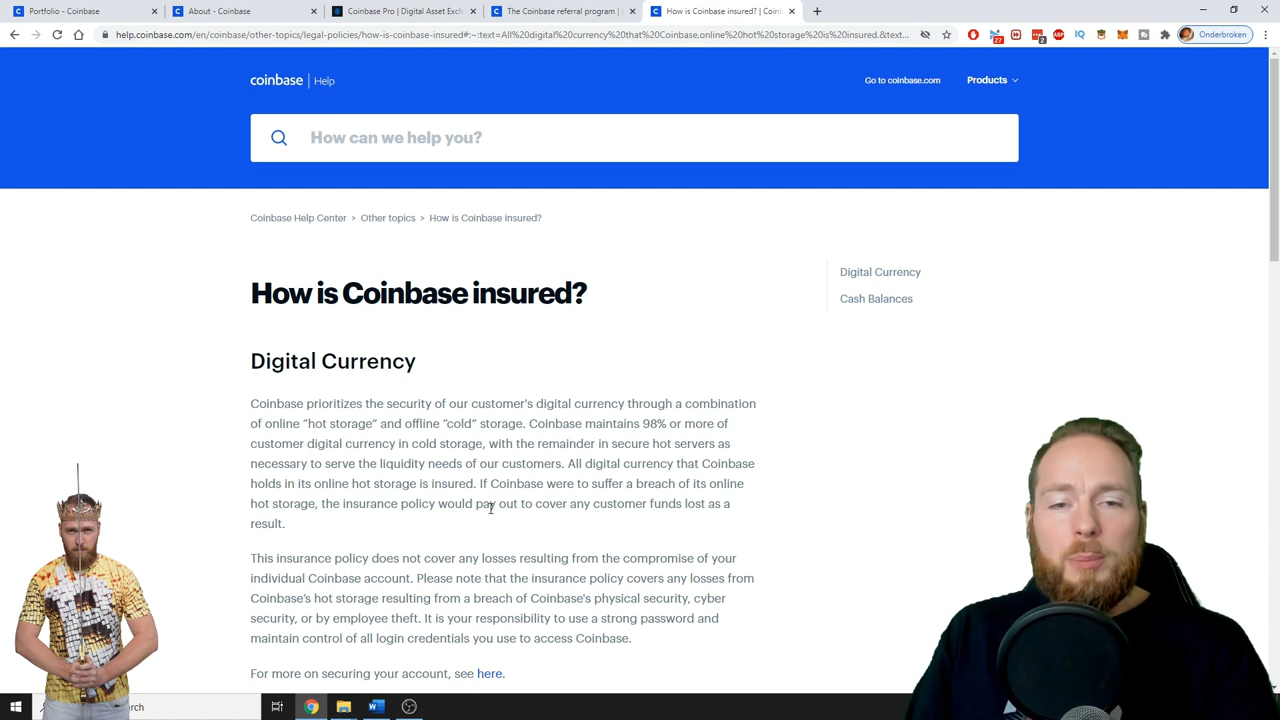 Portfolio - Coinbase
About - Coinbase
Coinbase Pro | Digital Asset Exch
The Coinbase referral program |
How is Coinbase insured? | Coin
help.coinbase.com/en/coinbase/other-topics/legal-policies/how-is-coinbase-insured#:~:text=All%20digital%20currency%20that%20Coinbase,online%20hot%20storage%20is%20insured.&text...
27
2
ABP
IQ
Onderbroken
coinbase | Help
Go to coinbase.com
Products
How can we help you?
Coinbase Help Center > Other topics > How is Coinbase insured?
How is Coinbase insured?
Digital Currency
Cash Balances
Digital Currency
Coinbase prioritizes the security of our customer's digital currency through a combination
of online “hot storage” and offline “cold” storage. Coinbase maintains 98% or more of
customer digital currency in cold storage, with the remainder in secure hot servers as
necessary to serve the liquidity needs of our customers. All digital currency that Coinbase
holds in its online hot storage is insured. If Coinbase were to suffer a breach of its online
hot storage, the insurance policy would pay out to cover any customer funds lost as a
result.
This insurance policy does not cover any losses resulting from the compromise of your
individual Coinbase account. Please note that the insurance policy covers any losses from
Coinbase’s hot storage resulting from a breach of Coinbase's physical security, cyber
security, or by employee theft. It is your responsibility to use a strong password and
maintain control of all login credentials you use to access Coinbase.
For more on securing your account, see here.
rch